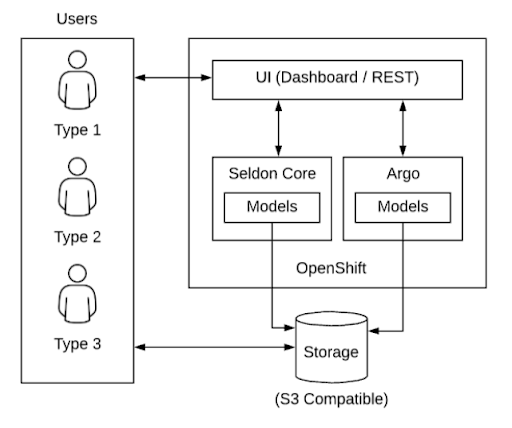 Users
Type 1
Type 2
Type 3
UI (Dashboard / REST)
Seldon Core
Models
Argo
Models
OpenShift
Storage
(S3 Compatible)